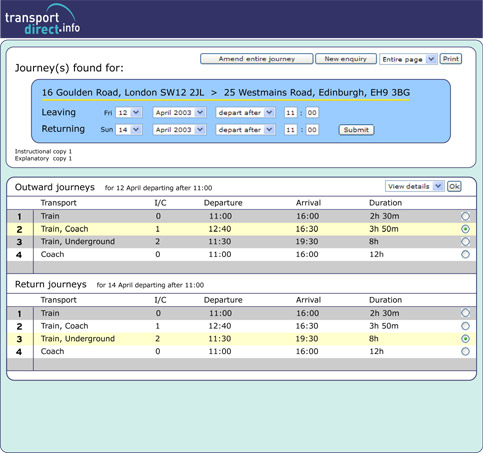 transport
direct.info
Amend entire journey New enquiry Entire page Print
Journey(s) found for:
16 Goulden Road, London SW12 2JL > 25 Westmains Road, Edinburgh, EH9 3BG
Leaving Fri 12 April 2003 depart after 11 : 00
Returning Sun 14 April 2003 depart after 11 : 00 Submit
Instructional copy 1
Explanatory copy 1
Outward journeys for 12 April departing after 11:00 View details Ok
Transport I/C Departure Arrival Duration
1 Train 0 11:00 16:00 2h 30m
2 Train, Coach 1 12:40 16:30 3h 50m
3 Train, Underground 2 11:30 19:30 8h
4 Coach 0 11:00 16:00 12h
Return journeys for 14 April departing after 11:00
Transport I/C Departure Arrival Duration
1 Train 0 11:00 16:00 2h 30m
2 Train, Coach 1 12:40 16:30 3h 50m
3 Train, Underground 2 11:30 19:30 8h
4 Coach 0 11:00 16:00 12h